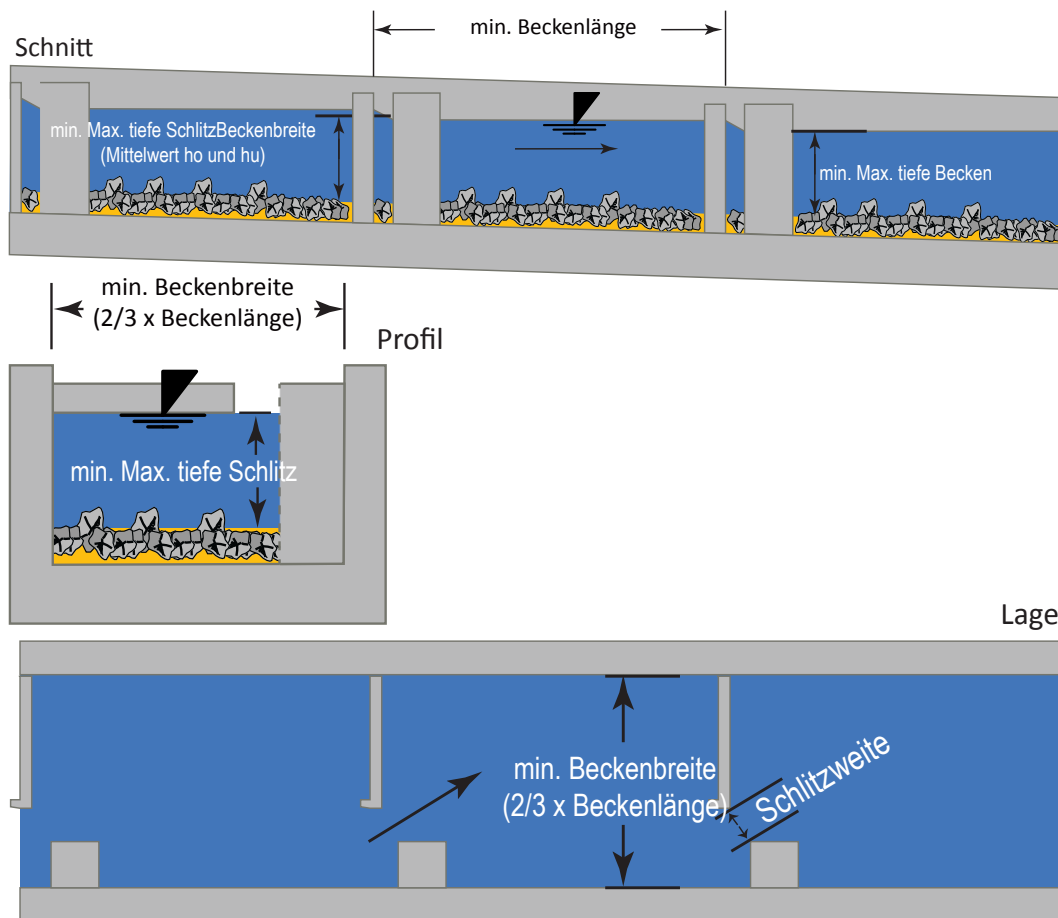 min. Beckenlänge
Schnitt
min. Max. tiefe SchlitzBeckenbreite
(Mittelwert ho und hu)
min. Max. tiefe Becken
min. Beckenbreite
(2/3 x Beckenlänge)
Profil
min. Max. tiefe Schlitz
Lage
min. Beckenbreite
(2/3 x Beckenlänge)
Schlitzweite